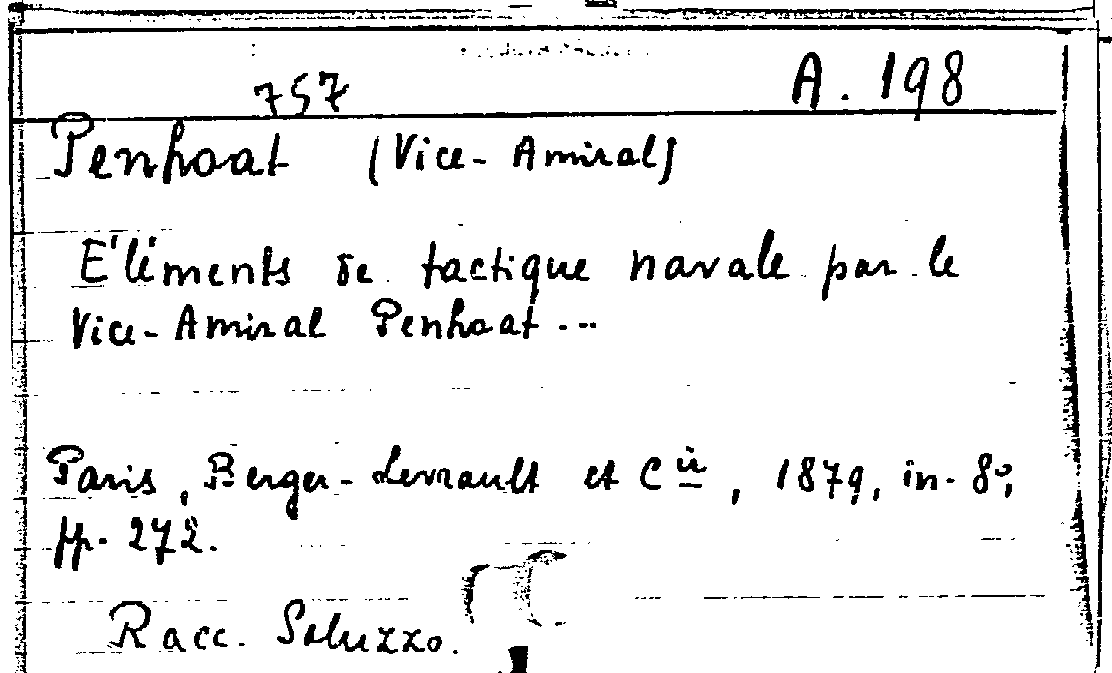 757 A. 198
Penhoat (Vice-Amiral)
Eléments de tactique navale par le
Vice-Amiral Penhoat...
Paris, Berger-Levrault et Cie, 1879, in-8°,
pp. 272.
Racc. Saluzzo.